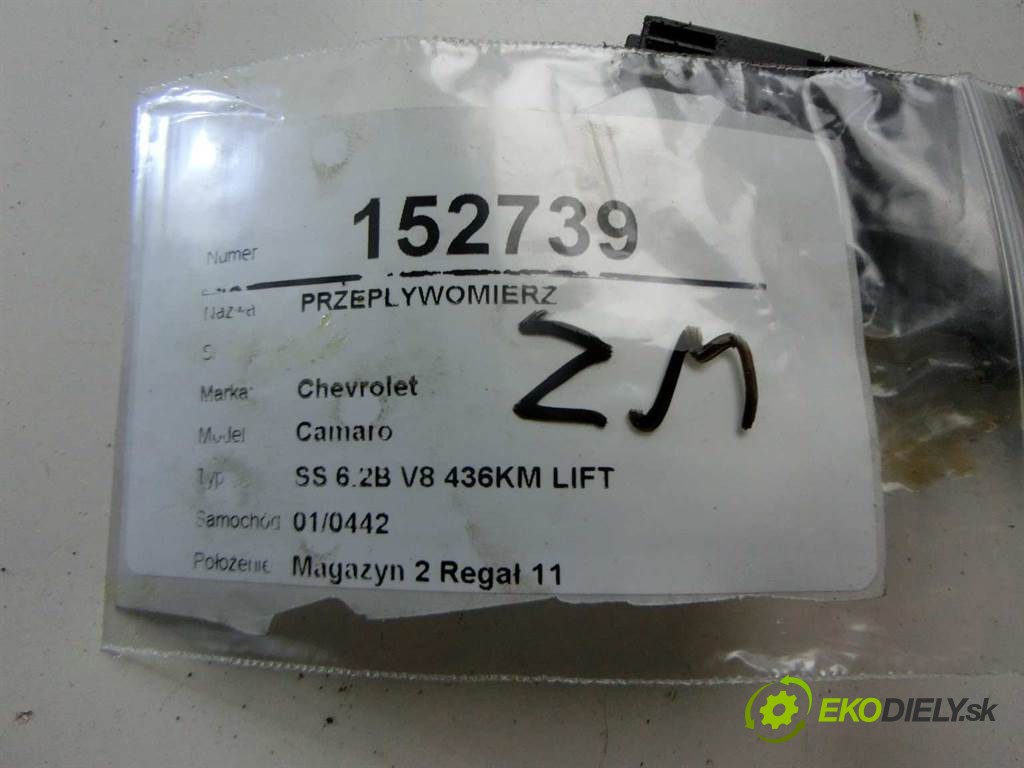 Numer 152739
Nazwa PRZEPLYWOMIERZ
ZM
Marka: Chevrolet
Model Camaro
Typ SS 6.2B V8 436KM LIFT
Samochód 01/0442
Położenie Magazyn 2 Regał 11
EKODIELY.sk